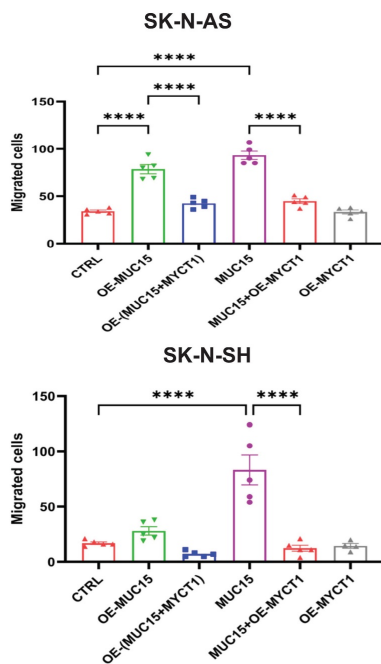 SK-N-AS
****
****
**** ****
150
100
50
0
Migrated cells
CTRL
OE-MUC15
OE-(MUC15+MYCT1)
MUC15
MUC15+OE-MYCT1
OE-MYCT1
SK-N-SH
**** ****
150
100
50
0
Migrated cells
CTRL
OE-MUC15
OE-(MUC15+MYCT1)
MUC15
MUC15+OE-MYCT1
OE-MYCT1